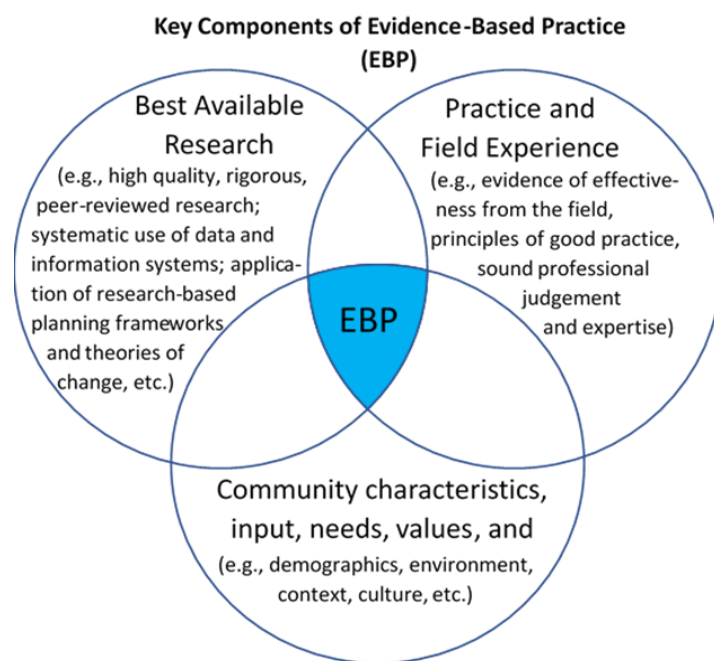 Key Components of Evidence-Based Practice
(EBP)
Best Available
Research
(e.g., high quality, rigorous,
peer-reviewed research;
systematic use of data and
information systems; applica-
tion of research-based
planning frameworks
and theories of
change, etc.)
Practice and
Field Experience
(e.g., evidence of effective-
ness from the field,
principles of good practice,
sound professional
judgement
and expertise)
EBP
Community characteristics,
input, needs, values, and
(e.g., demographics, environment,
context, culture, etc.)